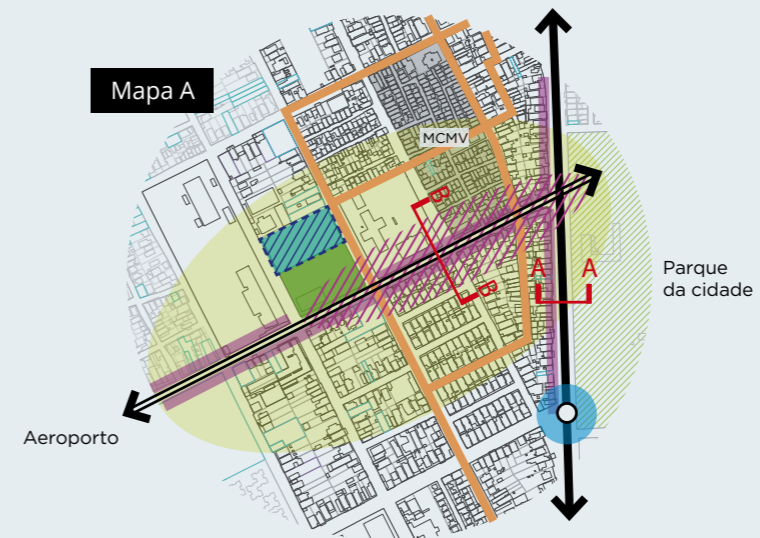 Mapa A
MCMV
B
B
A A
Parque
da cidade
Aeroporto